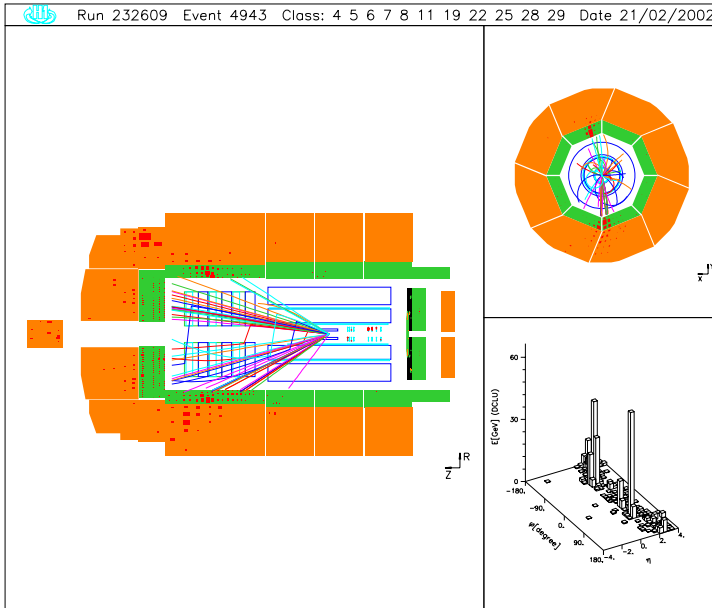 Run 232609 Event 4943 Class: 4 5 6 7 8 11 19 22 25 28 29 Date 21/02/2002
R
Z
Y
X
E[GeV] (DCLU)
60
30
0
-180.
-90.
0.
90.
180.
φ[degree]
-4.
-2.
0.
2.
4.
η